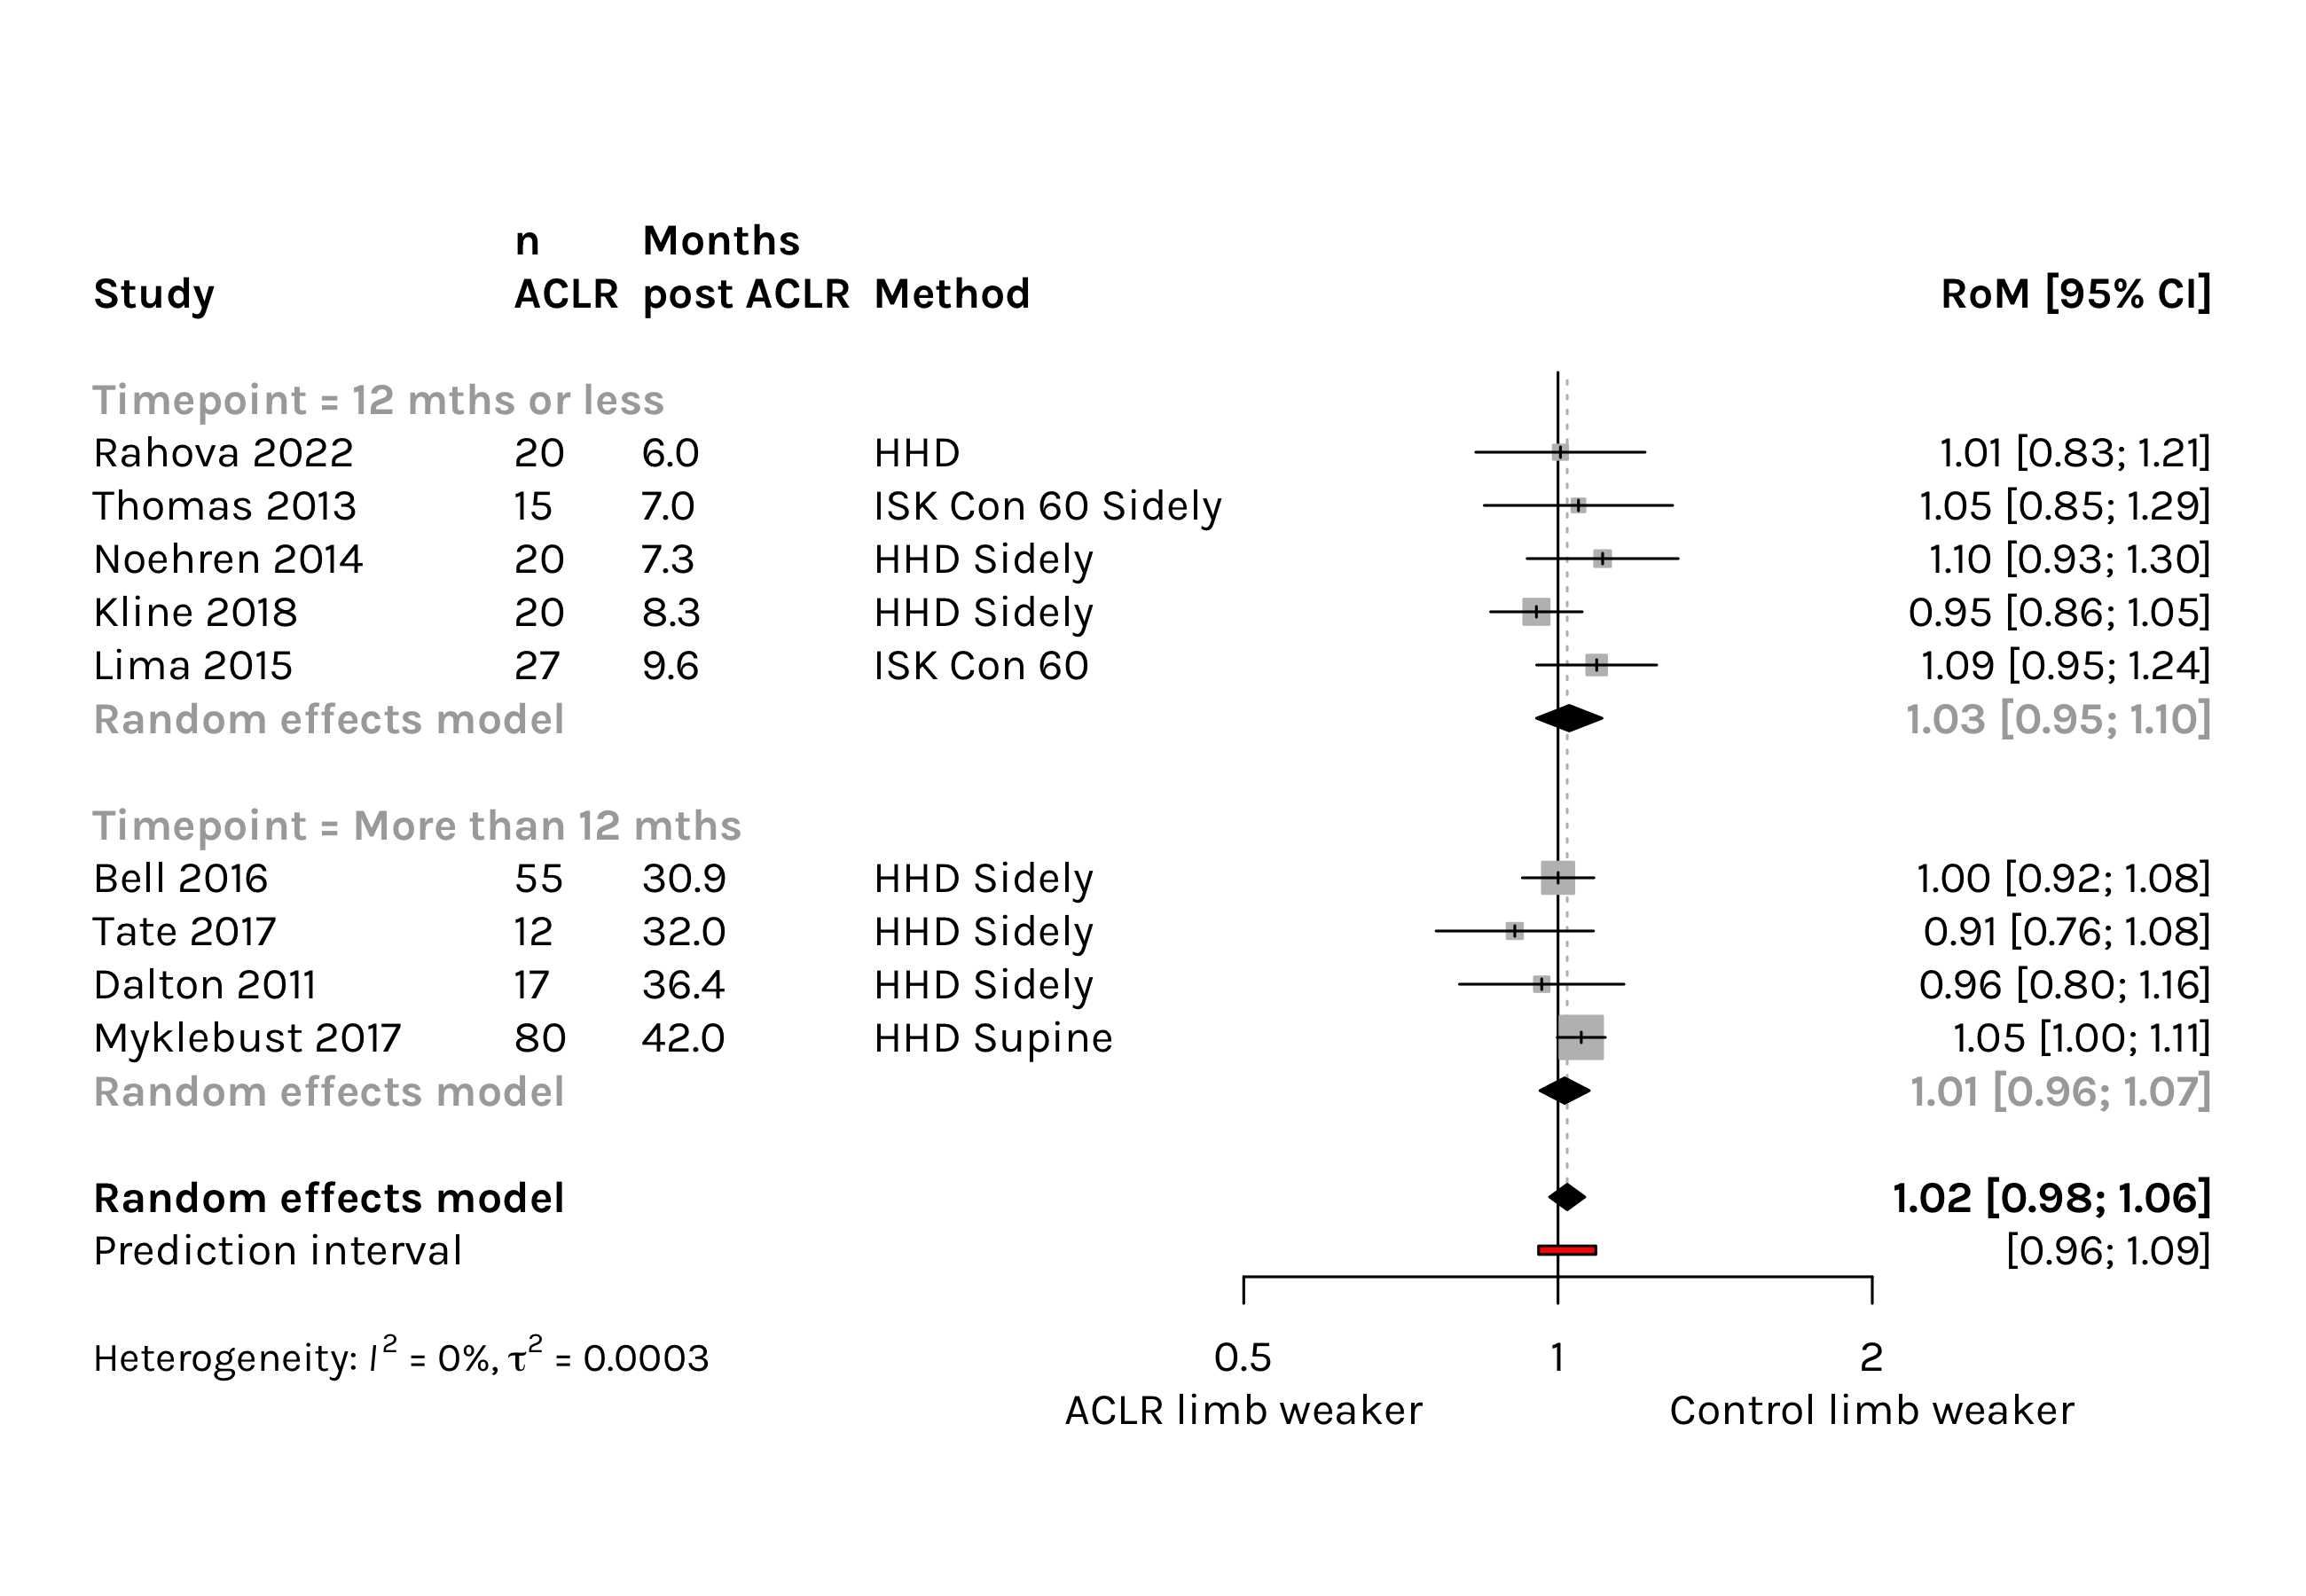 n Months
Study ACLR post ACLR Method RoM [95% CI]
Timepoint = 12 mths or less
Rahova 2022 20 6.0 HHD 1.01 [0.83; 1.21]
Thomas 2013 15 7.0 ISK Con 60 Sidely 1.05 [0.85; 1.29]
Noehren 2014 20 7.3 HHD Sidely 1.10 [0.93; 1.30]
Kline 2018 20 8.3 HHD Sidely 0.95 [0.86; 1.05]
Lima 2015 27 9.6 ISK Con 60 1.09 [0.95; 1.24]
Random effects model 1.03 [0.95; 1.10]
Timepoint = More than 12 mths
Bell 2016 55 30.9 HHD Sidely 1.00 [0.92; 1.08]
Tate 2017 12 32.0 HHD Sidely 0.91 [0.76; 1.08]
Dalton 2011 17 36.4 HHD Sidely 0.96 [0.80; 1.16]
Myklebust 2017 80 42.0 HHD Supine 1.05 [1.00; 1.11]
Random effects model 1.01 [0.96; 1.07]
Random effects model 1.02 [0.98; 1.06]
Prediction interval [0.96; 1.09]
Heterogeneity: I² = 0%, τ² = 0.0003 0.5 1 2
ACLR limb weaker Control limb weaker